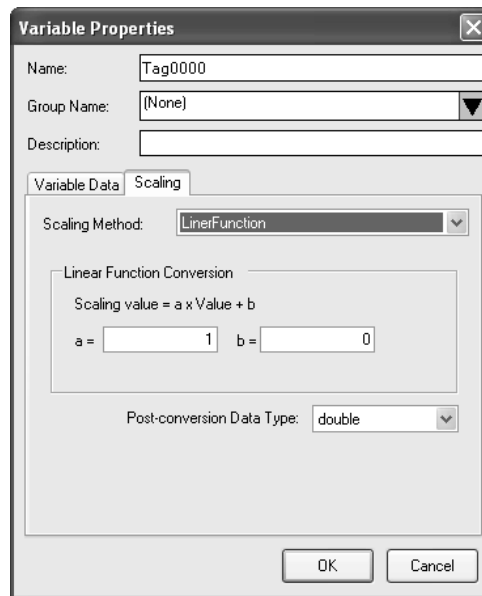 Variable Properties
Name: Tag0000
Group Name: (None)
Description:
Variable Data Scaling
Scaling Method: LinerFunction
Linear Function Conversion
Scaling value = a x Value + b
a = 1 b = 0
Post-conversion Data Type: double
OK Cancel